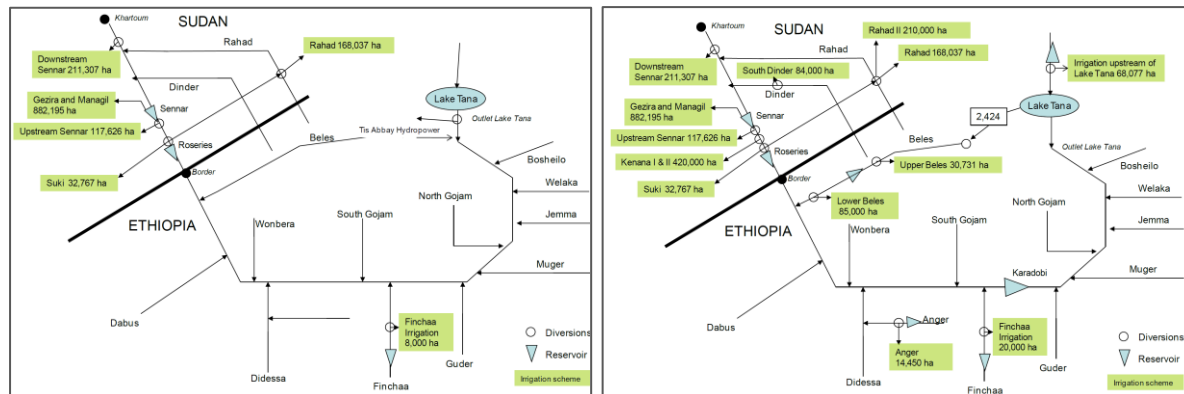 Khartoum
SUDAN
Rahad
Rahad 168,037 ha
Downstream
Sennar 211,307 ha
Dinder
Gezira and Managil
882,195 ha
Sennar
Lake Tana
Outlet Lake Tana
Upstream Sennar 117,626 ha
Tis Abbay Hydropower
Beles
Roseries
Bosheilo
Suki 32,767 ha
Border
Welaka
ETHIOPIA
North Gojam
South Gojam
Jemma
Wonbera
Muger
Dabus
Finchaa
Irrigation
8,000 ha
Diversions
Reservoir
Guder
Didessa
Finchaa
Irrigation scheme
Khartoum
SUDAN
Rahad II 210,000 ha
Rahad
Rahad 168,037 ha
Downstream
Sennar 211,307 ha
South Dinder 84,000 ha
Dinder
Irrigation upstream of
Lake Tana 68,077 ha
Gezira and Managil
882,195 ha
Sennar
Lake Tana
2,424
Upstream Sennar 117,626 ha
Beles
Outlet Lake Tana
Kenana I & II 420,000 ha
Roseries
Upper Beles 30,731 ha
Bosheilo
Suki 32,767 ha
Border
Lower Beles
85,000 ha
Welaka
North Gojam
ETHIOPIA
South Gojam
Jemma
Wonbera
Karadobi
Muger
Dabus
Anger
Finchaa
Irrigation
20,000 ha
Anger
14,450 ha
Diversions
Reservoir
Guder
Didessa
Finchaa
Irrigation scheme